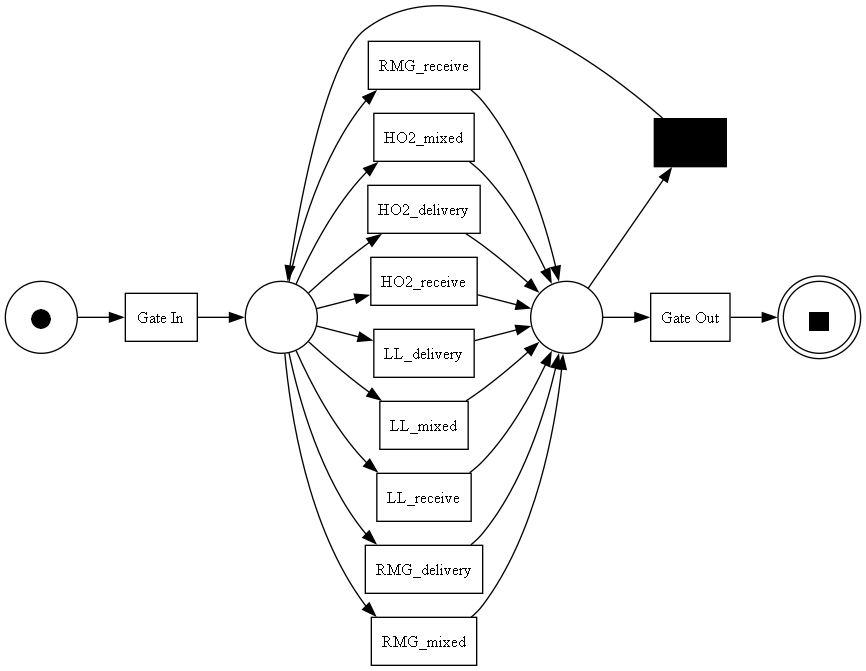 RMG_receive
HO2_mixed
HO2_delivery
HO2_receive
Gate In
Gate Out
LL_delivery
LL_mixed
LL_receive
RMG_delivery
RMG_mixed